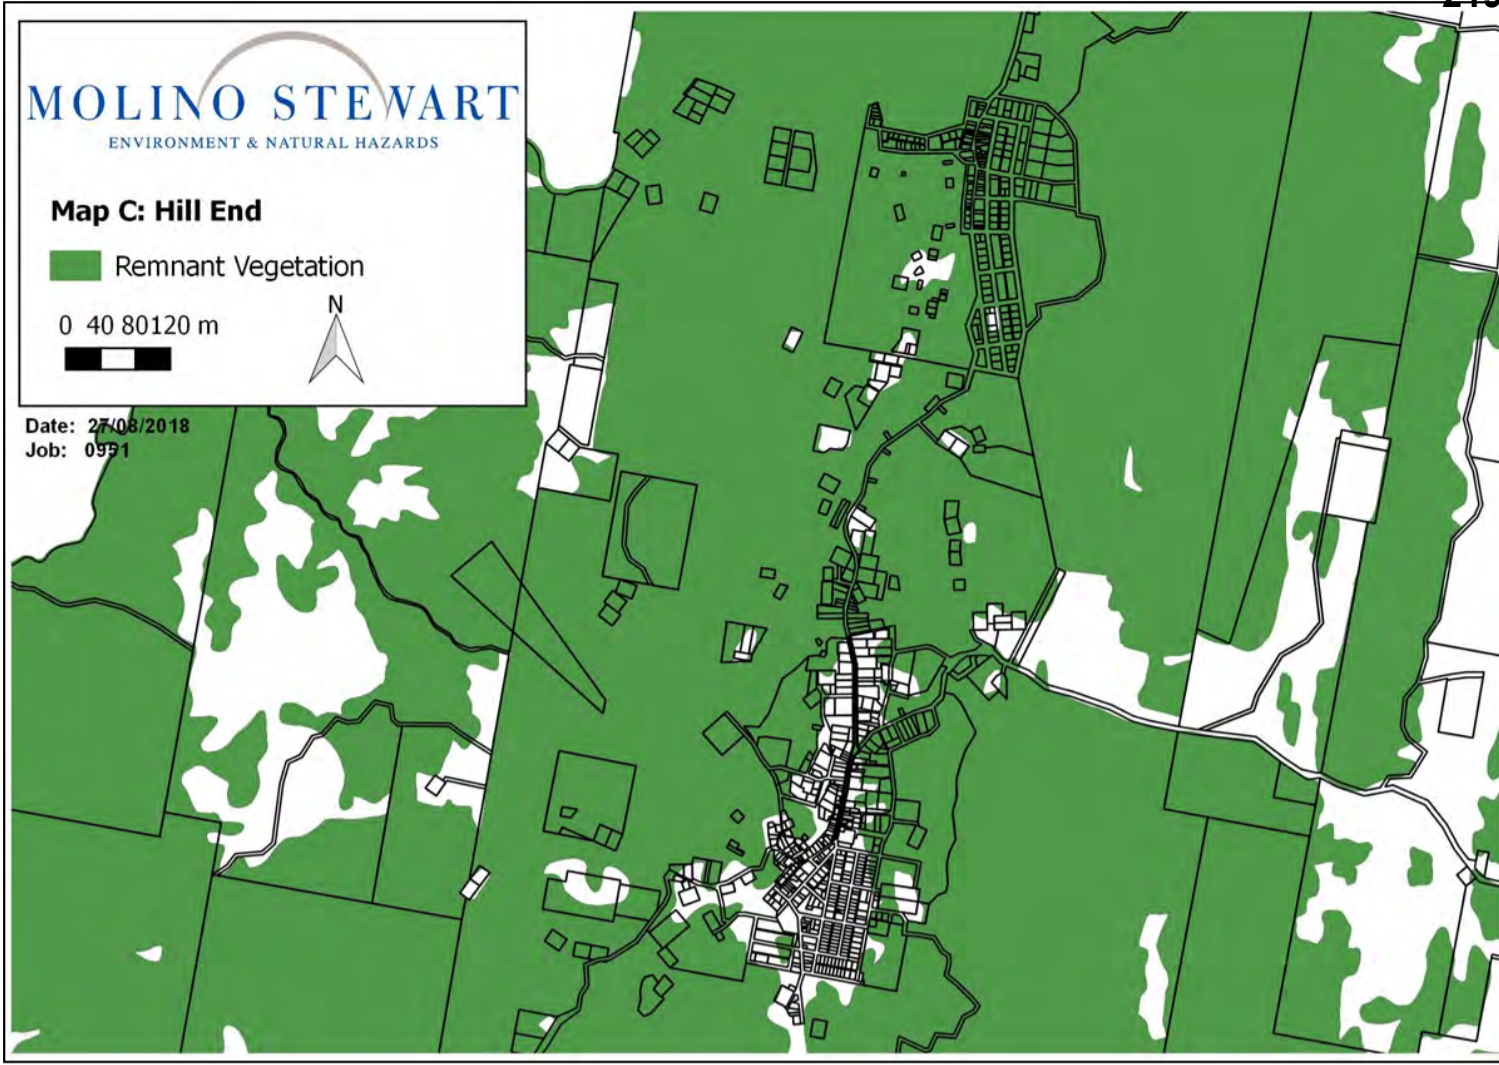 MOLINO STEWART
ENVIRONMENT & NATURAL HAZARDS
Map C: Hill End
Remnant Vegetation
N
0 40 80120 m
Date: 27/08/2018
Job: 0951